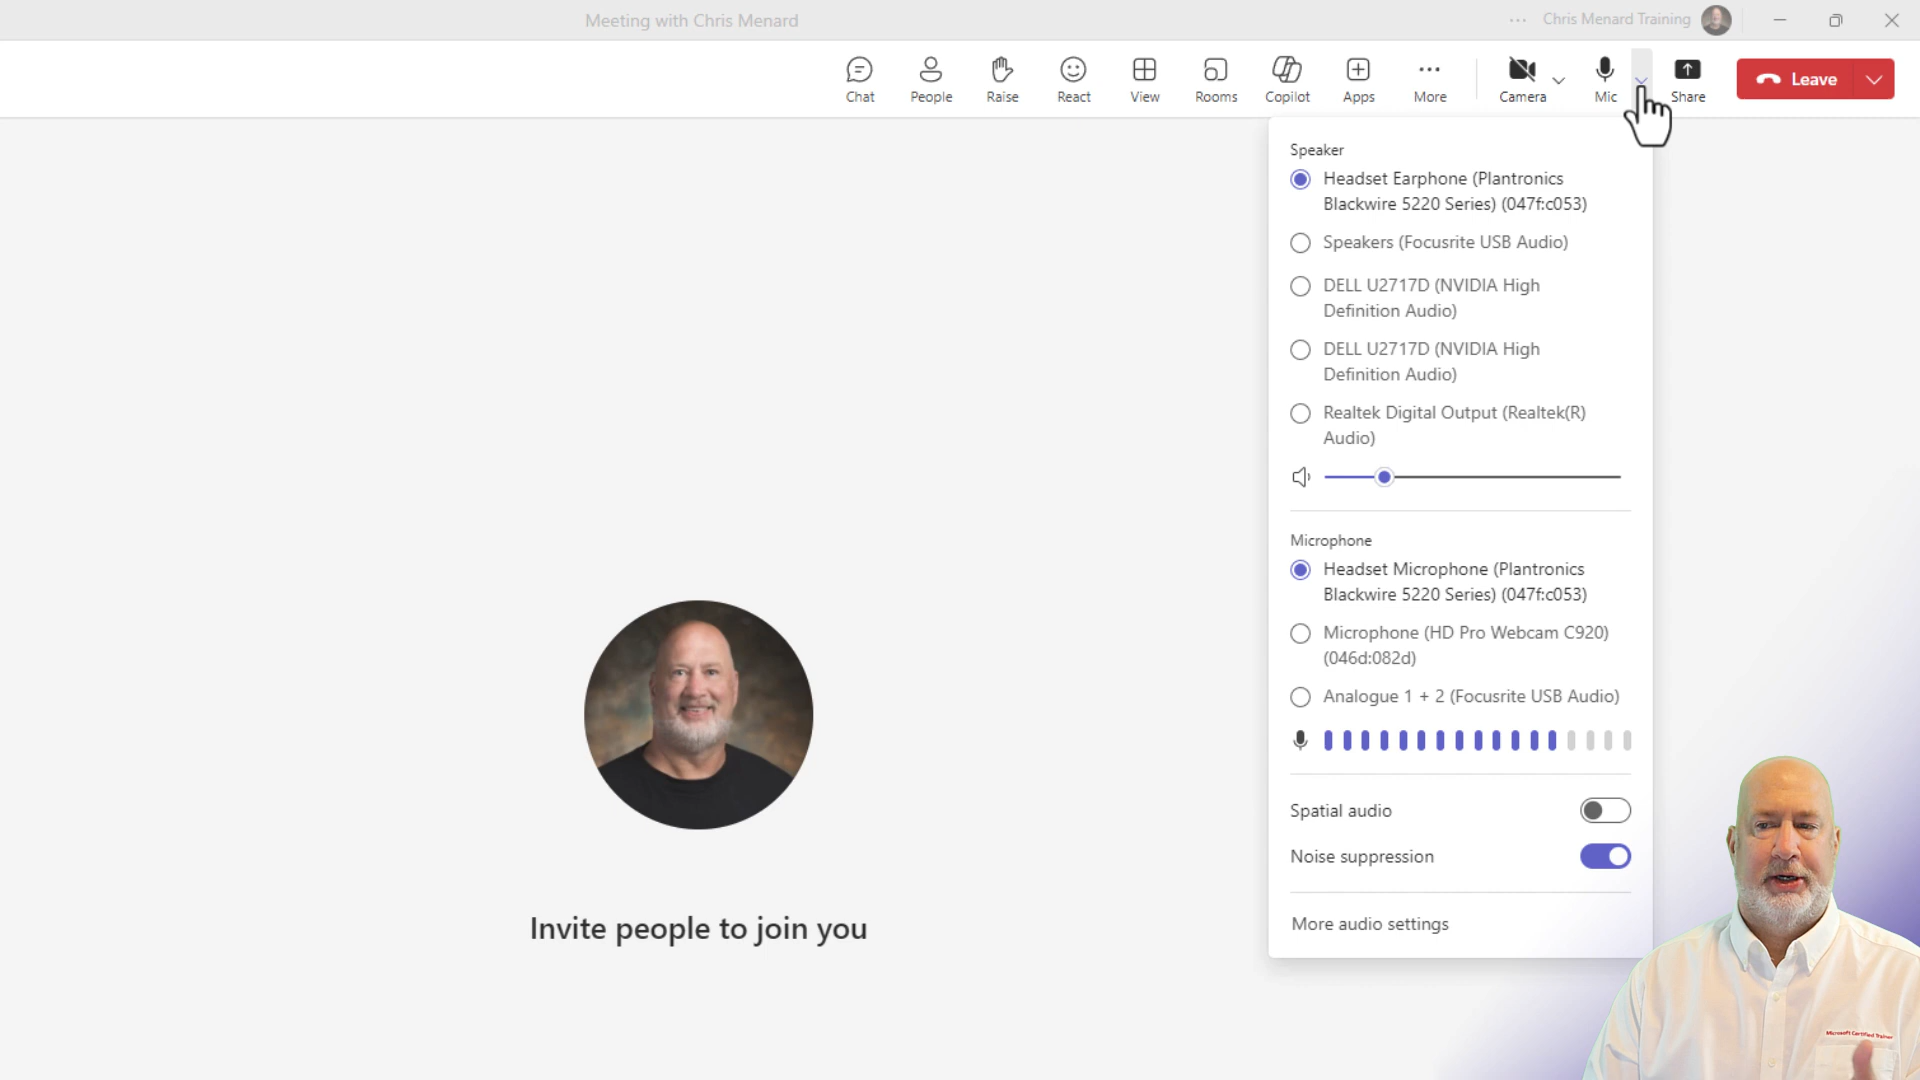 Meeting with Chris Menard
Chris Menard Training
Chat
People
Raise
React
View
Rooms
Copilot
Apps
More
Camera
Mic
Share
Leave
Speaker
Headset Earphone (Plantronics
Blackwire 5220 Series) (047f:c053)
Speakers (Focusrite USB Audio)
DELL U2717D (NVIDIA High
Definition Audio)
DELL U2717D (NVIDIA High
Definition Audio)
Realtek Digital Output (Realtek(R)
Audio)
Microphone
Headset Microphone (Plantronics
Blackwire 5220 Series) (047f:c053)
Microphone (HD Pro Webcam C920)
(046d:082d)
Analogue 1 + 2 (Focusrite USB Audio)
Spatial audio
Noise suppression
More audio settings
Invite people to join you
Microsoft Certified Trainer